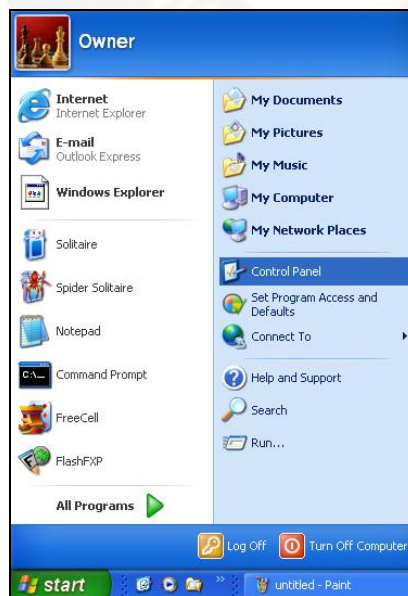 Owner
Internet
Internet Explorer
E-mail
Outlook Express
Windows Explorer
Solitaire
Spider Solitaire
Notepad
C:\_
Command Prompt
FreeCell
FlashFXP
All Programs
My Documents
My Pictures
My Music
My Computer
My Network Places
Control Panel
Set Program Access and
Defaults
Connect To
Help and Support
Search
Run...
Log Off
Turn Off Computer
start
untitled - Paint